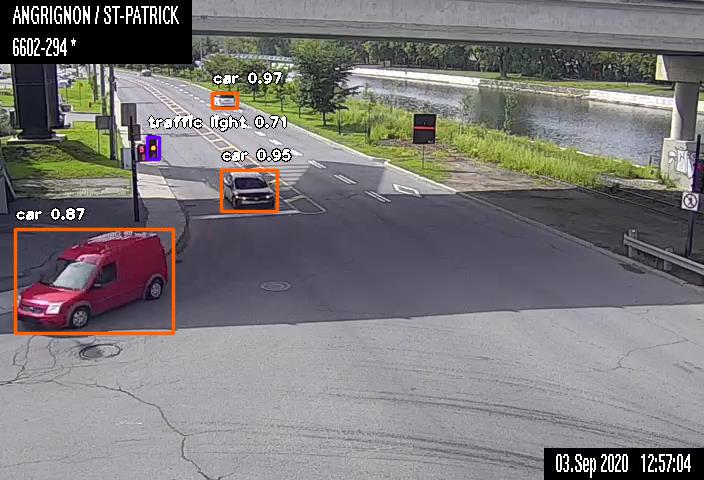 ANGRIGNON / ST-PATRICK
6602-294 *
car 0.97
traffic light 0.71
car 0.95
car 0.87
03.Sep 2020 12:57:04